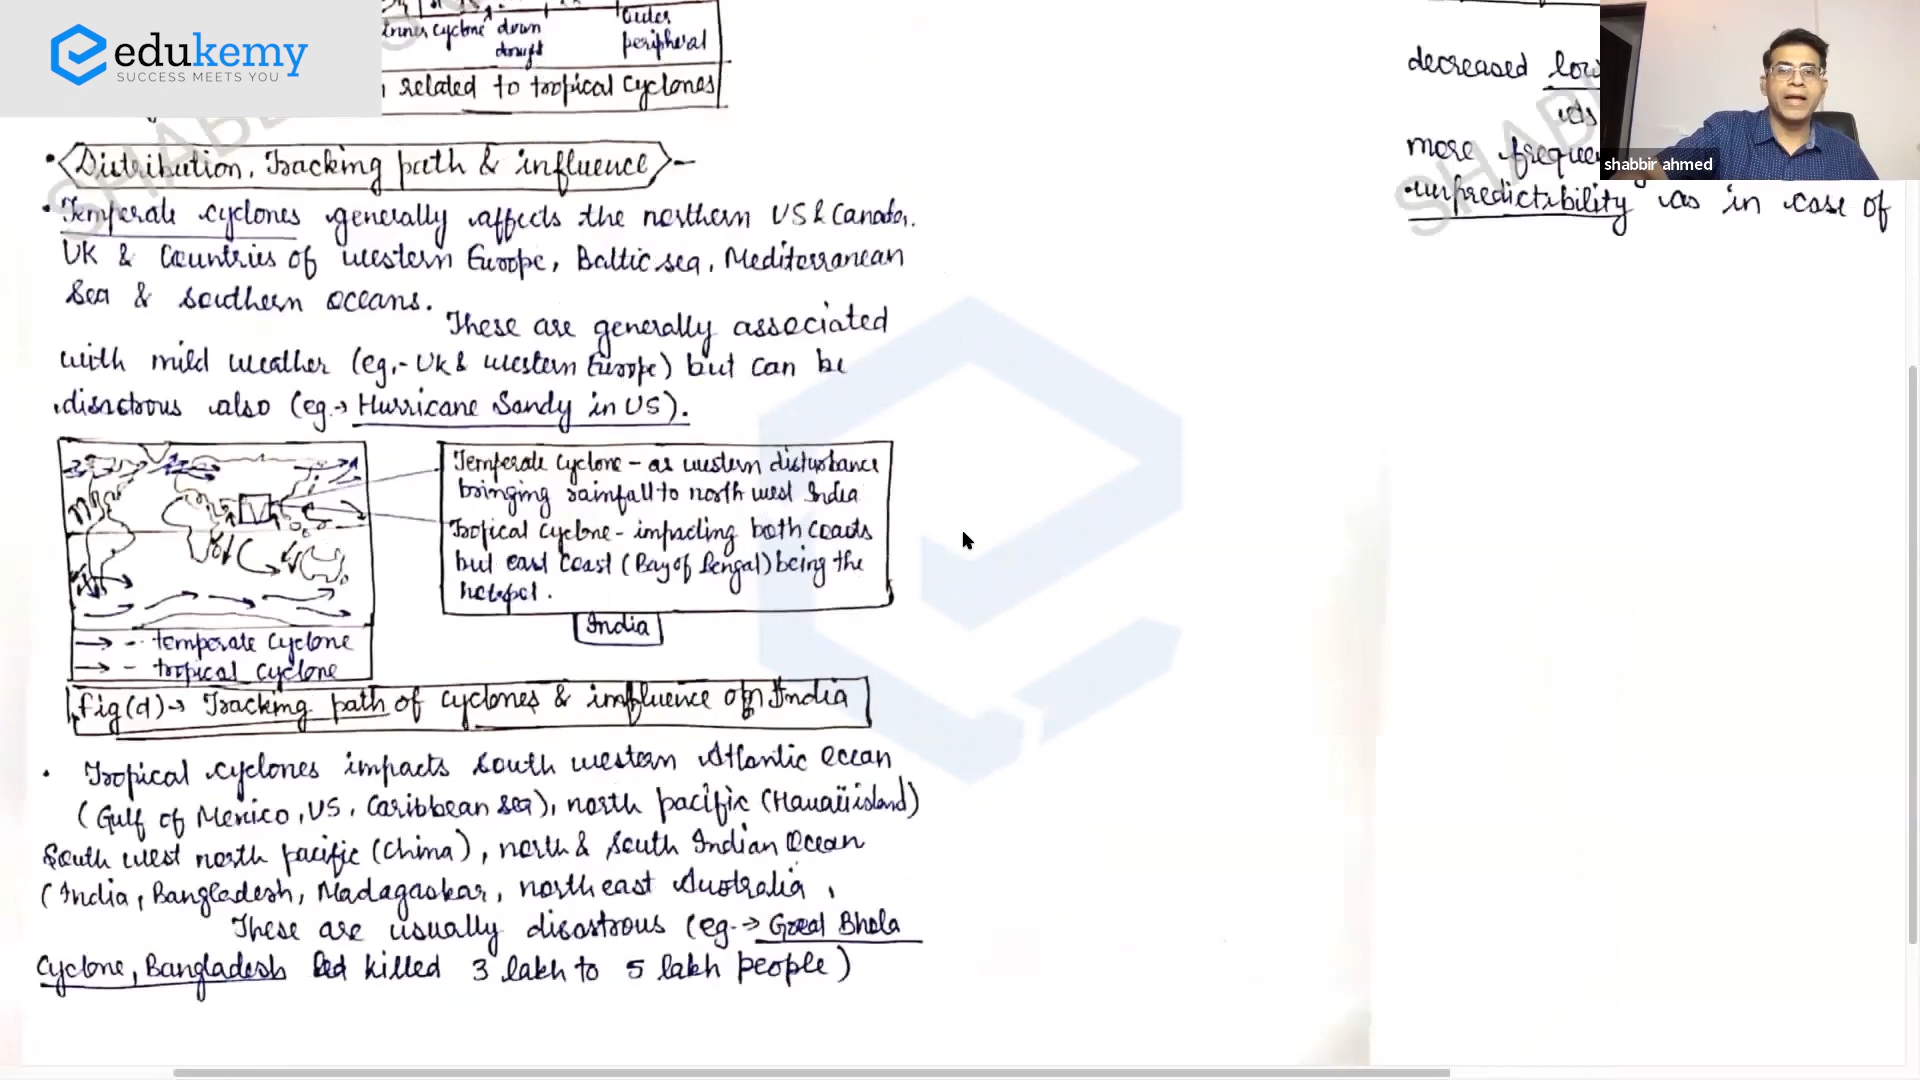 edukemy
SUCCESS MEETS YOU
inner cyclone down
Outer
peripheral
related to tropical cyclones
• Distribution, Tracking path & influence -
• Temperate cyclones generally affects the northern US & Canada,
UK & Countries of western Europe, Baltic sea, Mediterranean
Sea & southern oceans.
These are generally associated
with mild weather (eg.- UK & western Europe) but can be
disastrous also (eg.→ Hurricane Sandy in US).
Temperate cyclone - as western disturbance
bringing rainfall to north west India
Tropical cyclone - impacting both coasts
but east coast (Bay of Bengal) being the
hotspot.
India
→ - temperate cyclone
→ - tropical cyclone
Fig(d)→ Tracking path of cyclones & influence on India
• Tropical cyclones impacts south western Atlantic Ocean
(Gulf of Mexico, US, Caribbean sea), north pacific (Hawaii island)
South west north pacific (China), north & south Indian Ocean
(India, Bangladesh, Madagaskar, north east Australia,
These are usually disastrous (eg.→ Great Bhola
Cyclone, Bangladesh killed 3 lakh to 5 lakh people)
decreased
more
• unpredictability as in case of
shabbir ahmed